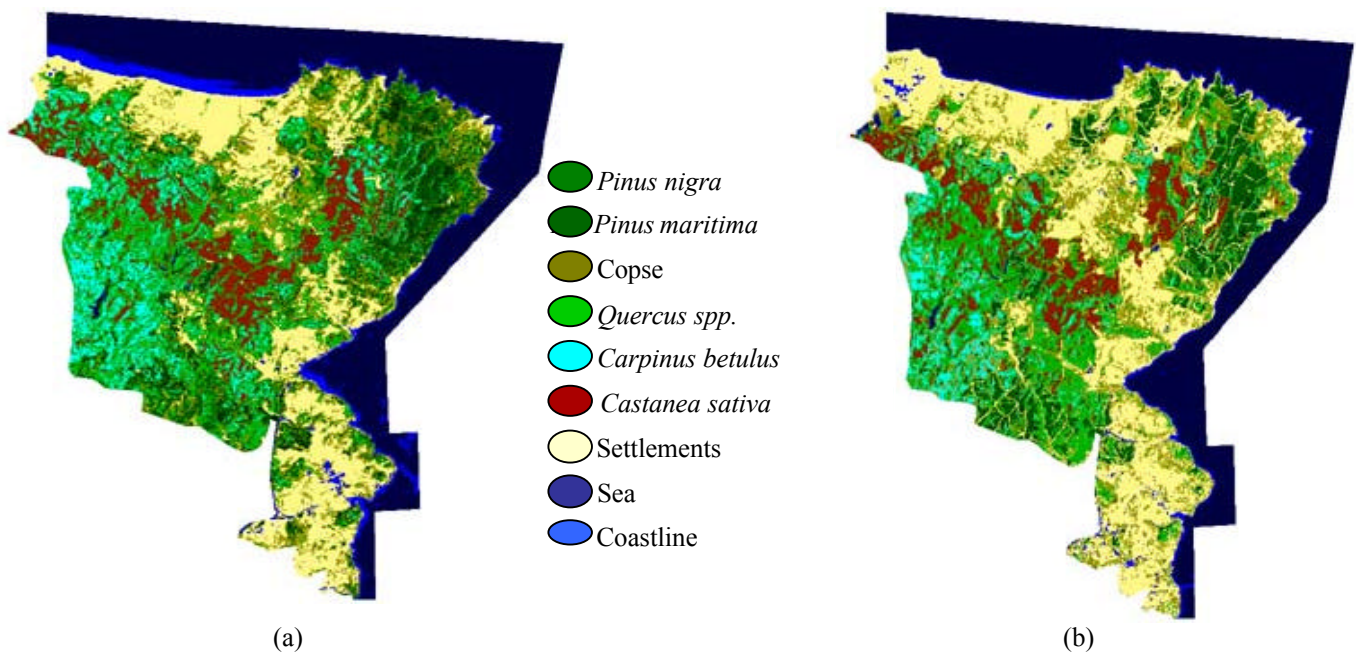 Pinus nigra
Pinus maritima
Copse
Quercus spp.
Carpinus betulus
Castanea sativa
Settlements
Sea
Coastline
(a)
(b)